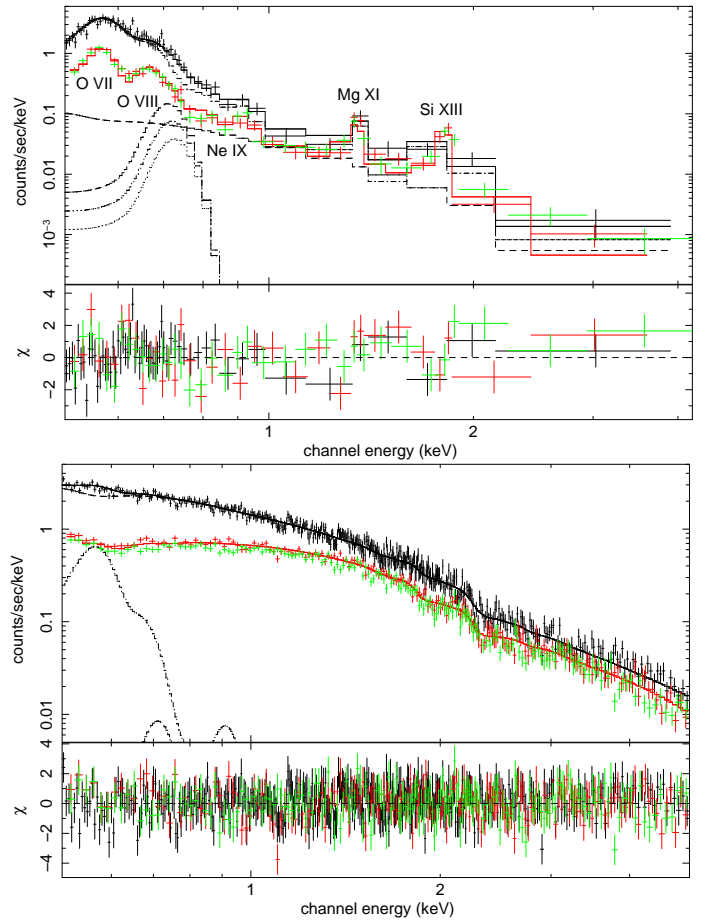 counts/sec/keV
1
0.1
0.01
10⁻³
O VII
O VIII
Ne IX
Mg XI
Si XIII
χ
4
2
0
−2
1
2
channel energy (keV)
counts/sec/keV
1
0.1
0.01
χ
4
2
0
−2
−4
1
2
channel energy (keV)